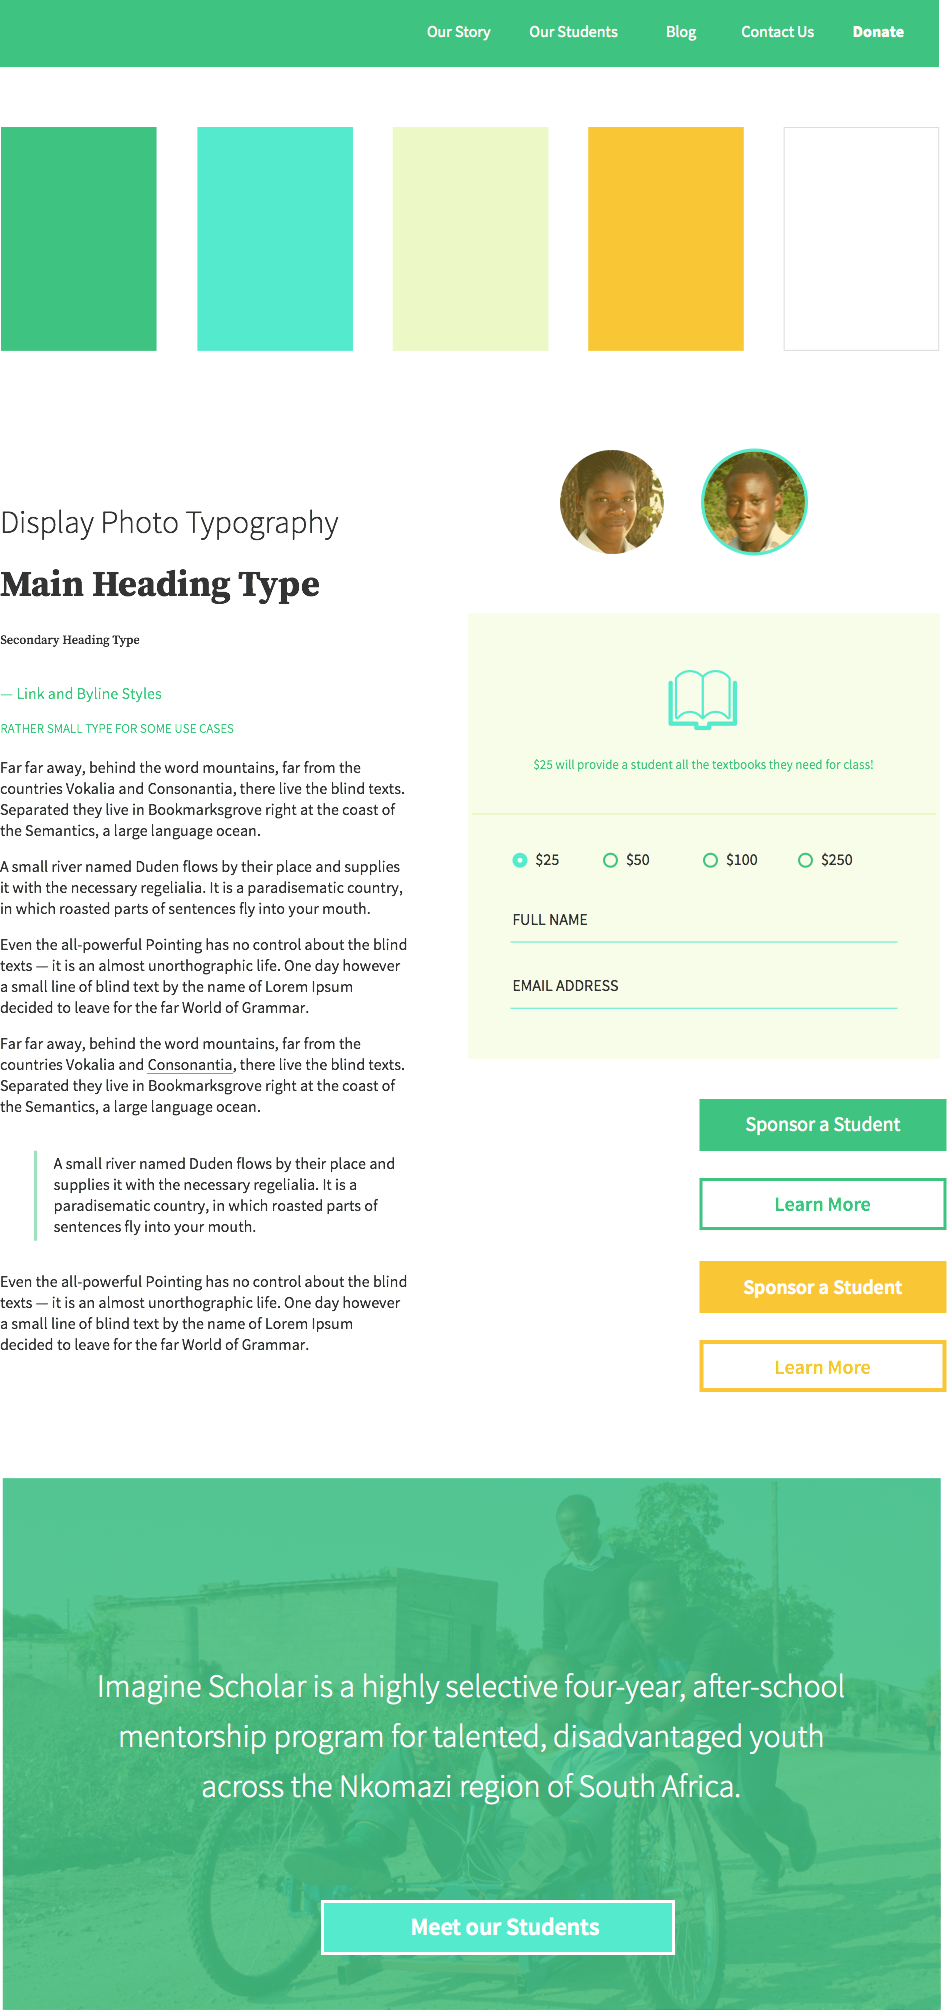 Our Story Our Students Blog Contact Us Donate
Display Photo Typography
Main Heading Type
Secondary Heading Type
— Link and Byline Styles
RATHER SMALL TYPE FOR SOME USE CASES
Far far away, behind the word mountains, far from the
countries Vokalia and Consonantia, there live the blind texts.
Separated they live in Bookmarksgrove right at the coast of
the Semantics, a large language ocean.
A small river named Duden flows by their place and supplies
it with the necessary regelialia. It is a paradisematic country,
in which roasted parts of sentences fly into your mouth.
Even the all-powerful Pointing has no control about the blind
texts — it is an almost unorthographic life. One day however
a small line of blind text by the name of Lorem Ipsum
decided to leave for the far World of Grammar.
Far far away, behind the word mountains, far from the
countries Vokalia and Consonantia, there live the blind texts.
Separated they live in Bookmarksgrove right at the coast of
the Semantics, a large language ocean.
A small river named Duden flows by their place and
supplies it with the necessary regelialia. It is a
paradisematic country, in which roasted parts of
sentences fly into your mouth.
Even the all-powerful Pointing has no control about the blind
texts — it is an almost unorthographic life. One day however
a small line of blind text by the name of Lorem Ipsum
decided to leave for the far World of Grammar.
$25 will provide a student all the textbooks they need for class!
$25 $50 $100 $250
FULL NAME
EMAIL ADDRESS
Sponsor a Student
Learn More
Sponsor a Student
Learn More
Imagine Scholar is a highly selective four-year, after-school
mentorship program for talented, disadvantaged youth
across the Nkomazi region of South Africa.
Meet our Students